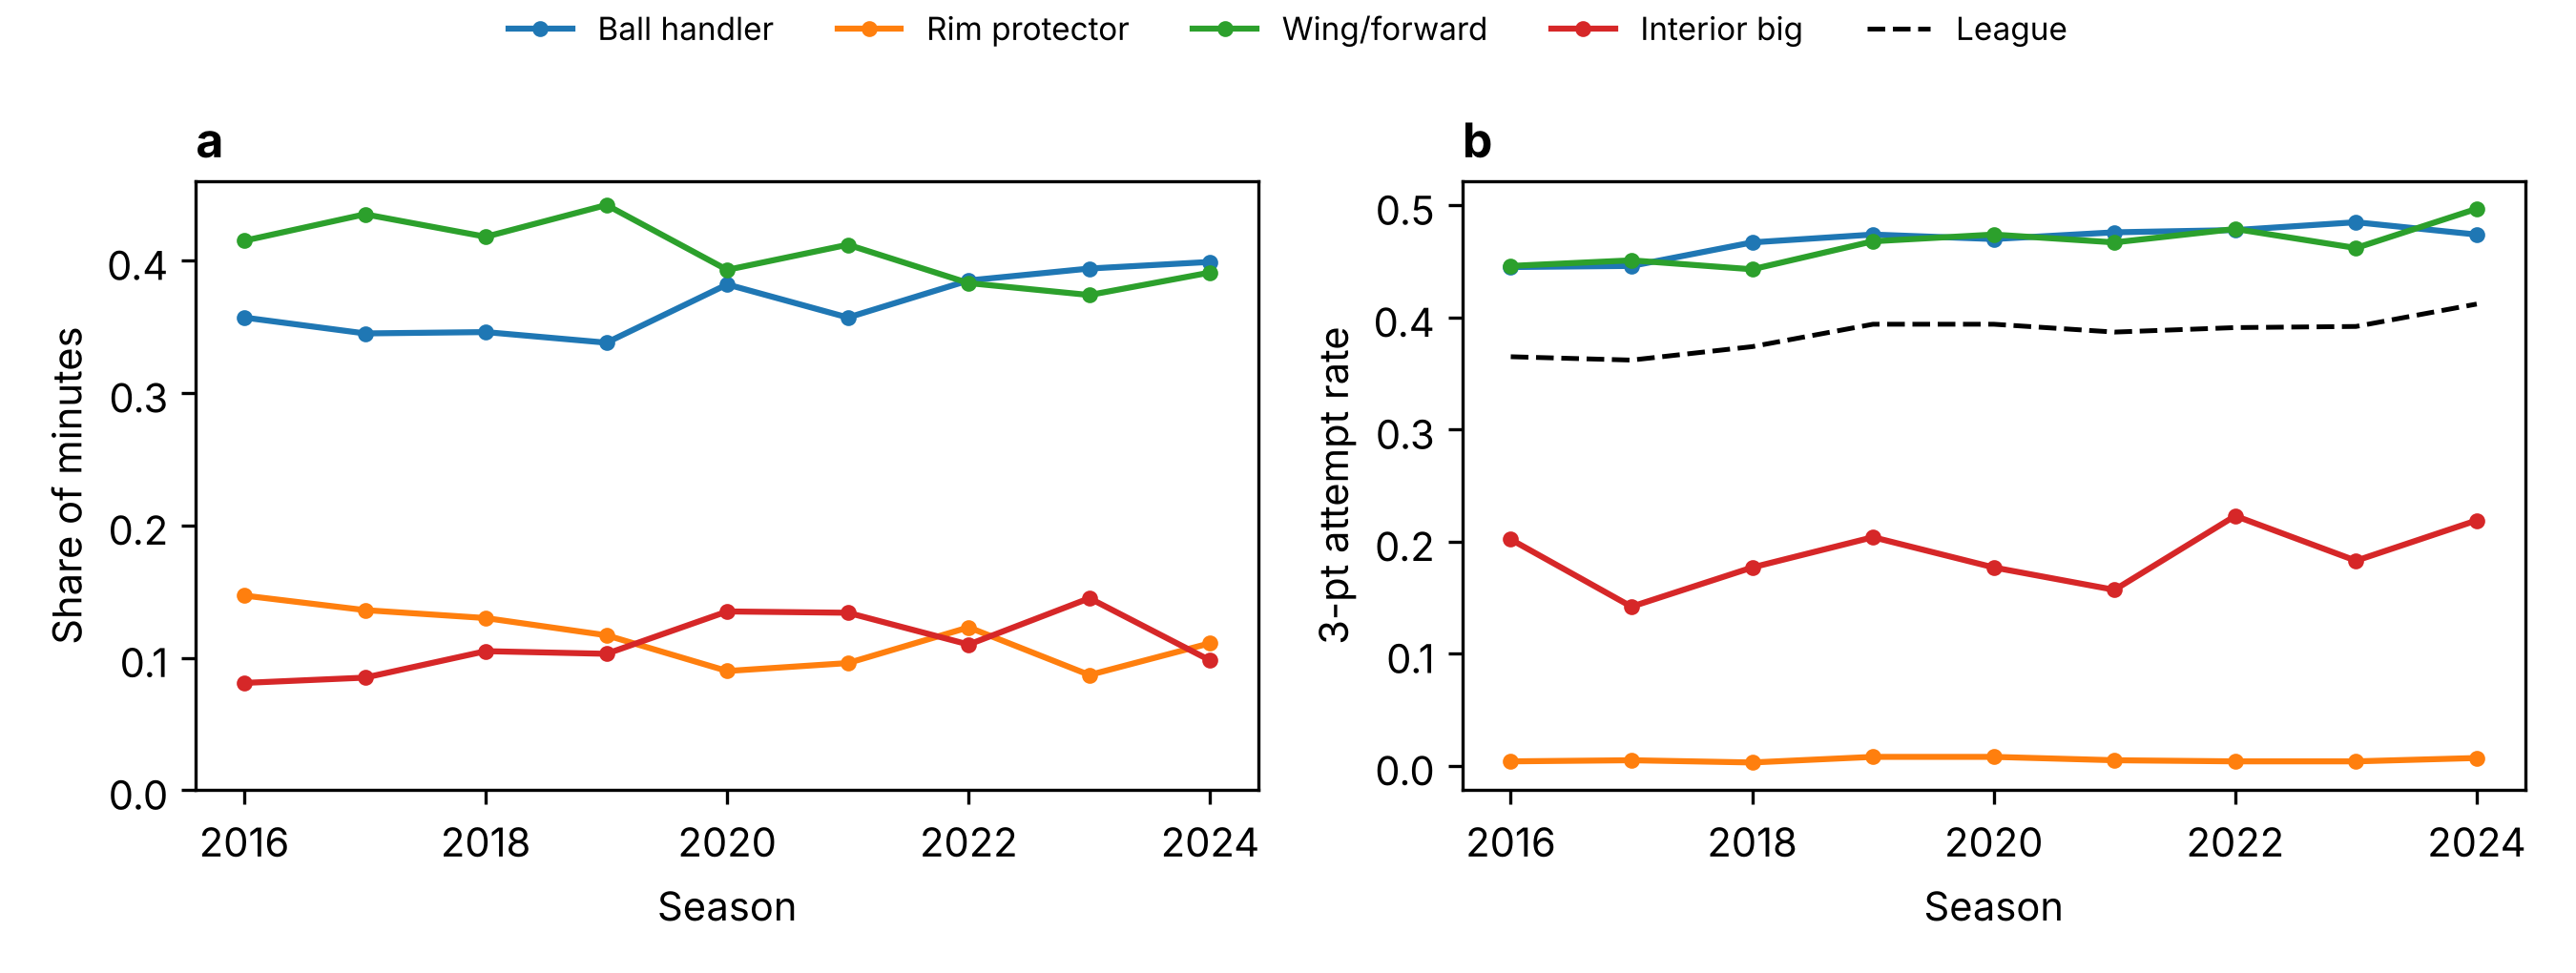 Ball handler Rim protector Wing/forward Interior big League
a
Share of minutes
0.4
0.3
0.2
0.1
0.0
2016 2018 2020 2022 2024
Season
b
3-pt attempt rate
0.5
0.4
0.3
0.2
0.1
0.0
2016 2018 2020 2022 2024
Season